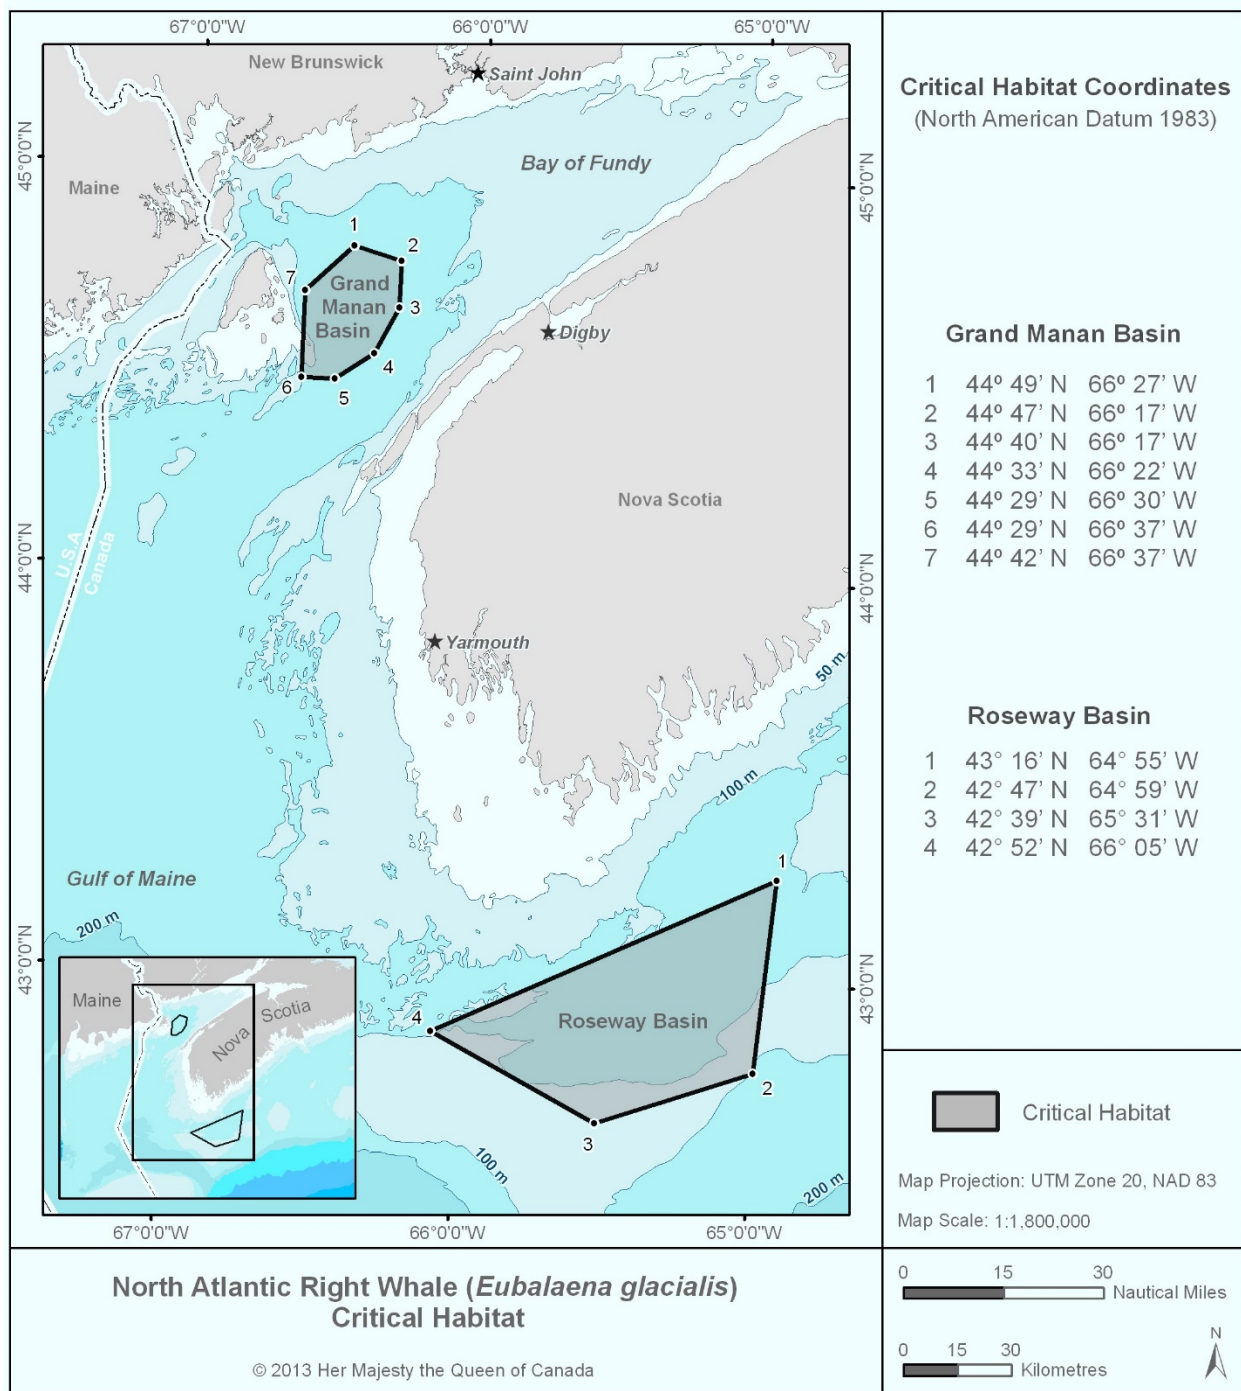 67°0'0"W 66°0'0"W 65°0'0"W
New Brunswick
Saint John
45°0'0"N
Bay of Fundy
45°0'0"N
Maine
1
2
7
Grand
Manan
Basin
3
4
6
5
Digby
Nova Scotia
44°0'0"N
44°0'0"N
U.S.A
Canada
Yarmouth
50 m
100 m
Gulf of Maine
200 m
43°0'0"N
43°0'0"N
1
Roseway Basin
4
2
3
100 m
200 m
Maine
Nova Scotia
67°0'0"W 66°0'0"W 65°0'0"W
Critical Habitat Coordinates
(North American Datum 1983)
Grand Manan Basin
1 44º 49’ N 66º 27’ W
2 44º 47’ N 66º 17’ W
3 44º 40’ N 66º 17’ W
4 44º 33’ N 66º 22’ W
5 44º 29’ N 66º 30’ W
6 44º 29’ N 66º 37’ W
7 44º 42’ N 66º 37’ W
Roseway Basin
1 43° 16’ N 64° 55’ W
2 42° 47’ N 64° 59’ W
3 42° 39’ N 65° 31’ W
4 42° 52’ N 66° 05’ W
Critical Habitat
Map Projection: UTM Zone 20, NAD 83
Map Scale: 1:1,800,000
North Atlantic Right Whale (Eubalaena glacialis)
Critical Habitat
© 2013 Her Majesty the Queen of Canada
0 15 30
Nautical Miles
0 15 30
Kilometres
N